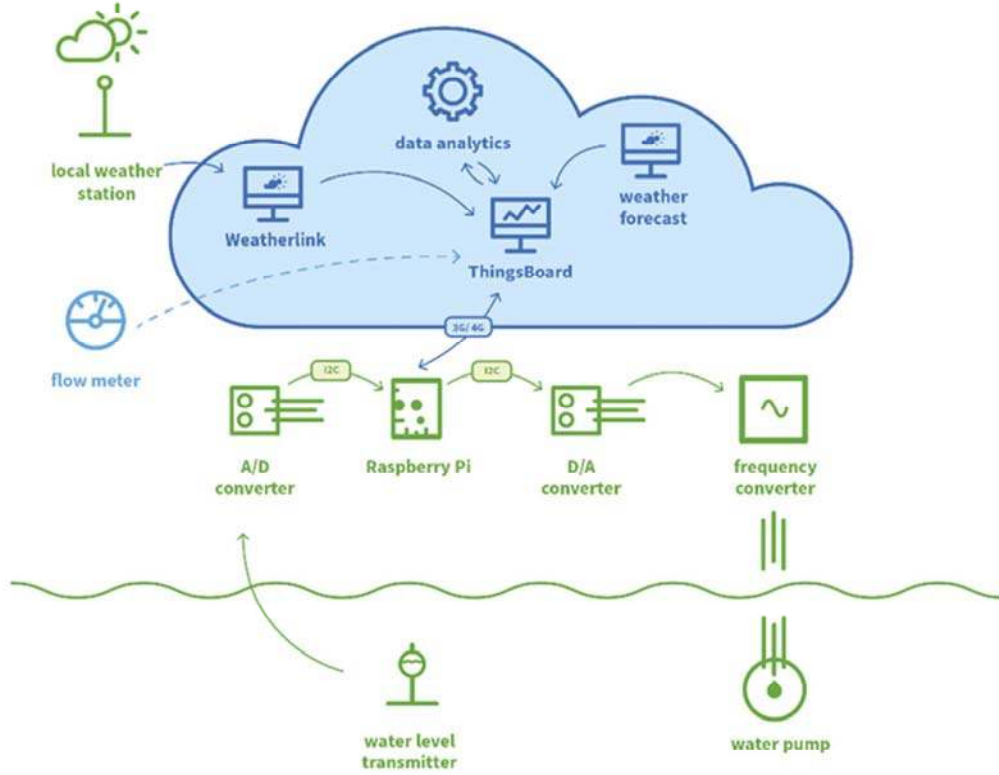 local weather
station
data analytics
weather
forecast
Weatherlink
ThingsBoard
3G/4G
flow meter
I2C
I2C
A/D
converter
Raspberry Pi
D/A
converter
frequency
converter
water level
transmitter
water pump